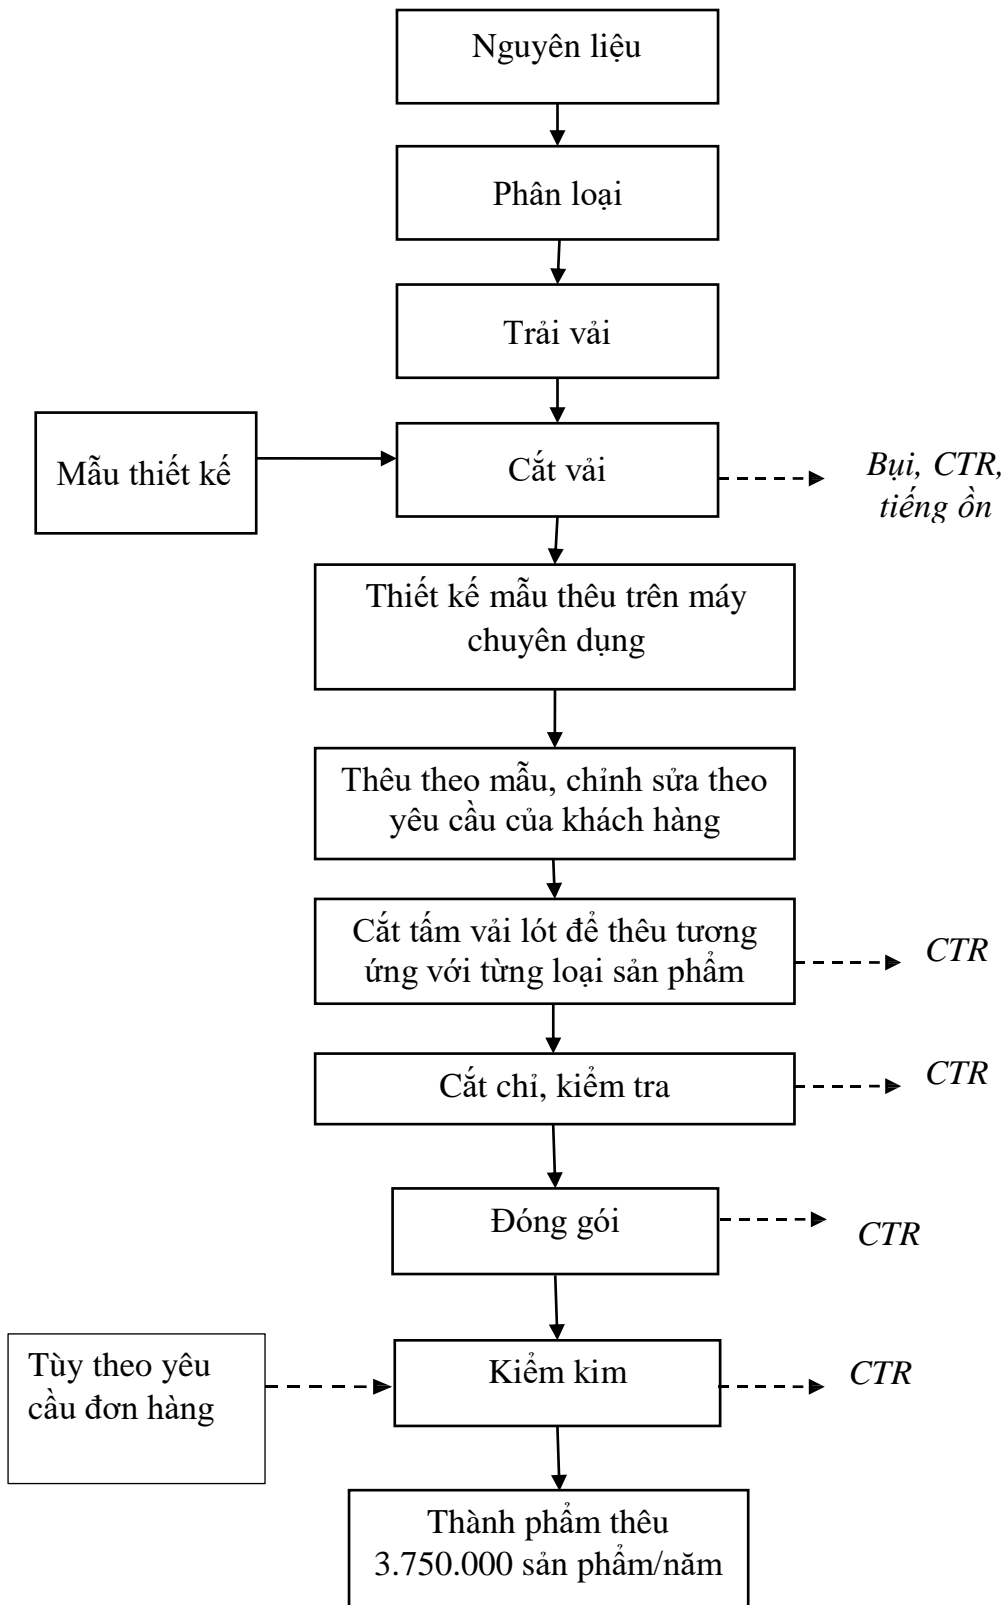 Nguyên liệu
Phân loại
Trải vải
Mẫu thiết kế
Cắt vải
Bụi, CTR,
tiếng ồn
Thiết kế mẫu thêu trên máy
chuyên dụng
Thêu theo mẫu, chỉnh sửa theo
yêu cầu của khách hàng
Cắt tấm vải lót để thêu tương
ứng với từng loại sản phẩm
CTR
Cắt chỉ, kiểm tra
CTR
Đóng gói
CTR
Tùy theo yêu
cầu đơn hàng
Kiểm kim
CTR
Thành phẩm thêu
3.750.000 sản phẩm/năm